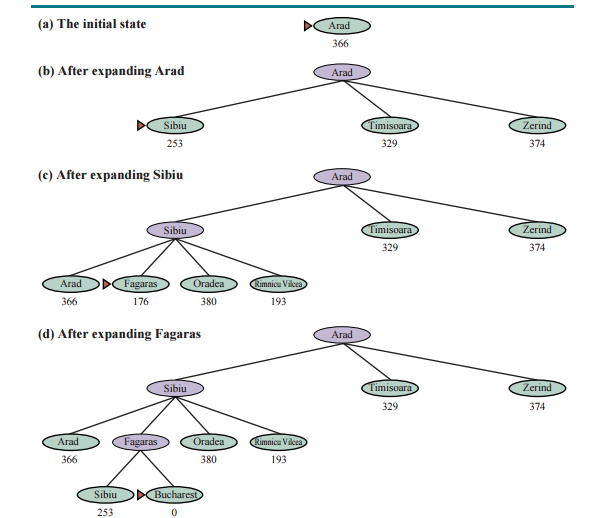 (a) The initial state
Arad
366
(b) After expanding Arad
Arad
Sibiu Timisoara Zerind
253 329 374
(c) After expanding Sibiu
Arad
Sibiu Timisoara Zerind
329 374
Arad Fagaras Oradea Rimnicu Vilcea
366 176 380 193
(d) After expanding Fagaras
Arad
Sibiu Timisoara Zerind
329 374
Arad Fagaras Oradea Rimnicu Vilcea
366 380 193
Sibiu Bucharest
253 0